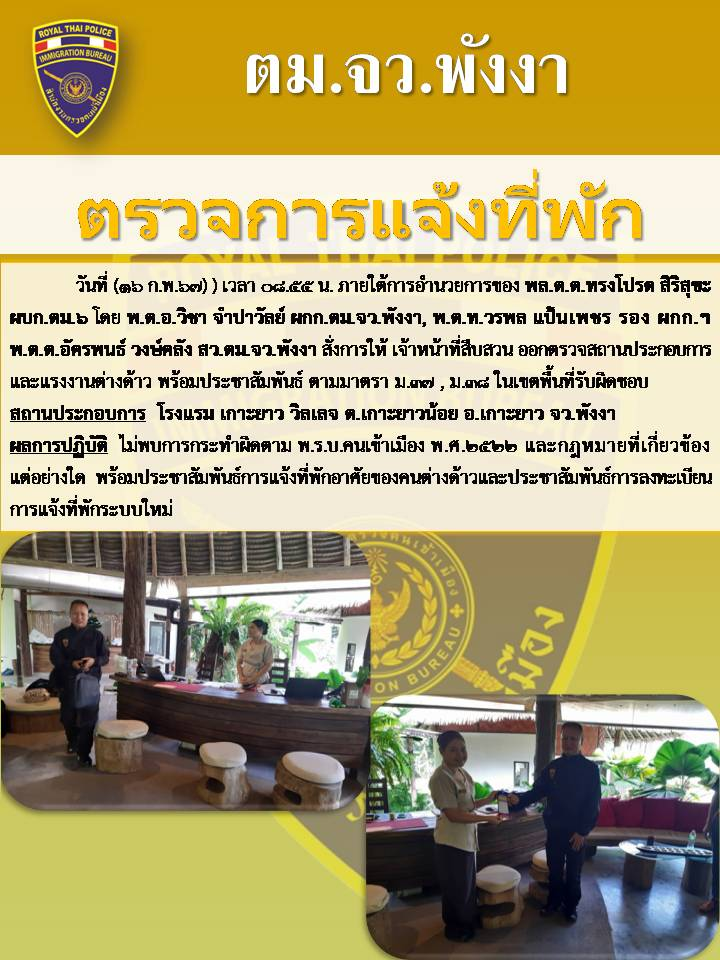 ROYAL THAI POLICE
IMMIGRATION BUREAU
สำนักงานตรวจคนเข้าเมือง
ตม.จว.พังงา
ตรวจการแจ้งที่พัก
วันที่ (๑๖ ก.พ.๖๗) ) เวลา ๐๘.๕๕ น. ภายใต้การอำนวยการของ พล.ต.ต.ทรงโปรด สิริสุขะ
ผบก.ตม.๖ โดย พ.ต.อ.วิชา จำปาวัลย์ ผกก.ตม.จว.พังงา, พ.ต.ท.วรพล แป้นเพชร รอง ผกก.ฯ
พ.ต.ต.อัครพนธ์ วงษ์คลัง สว.ตม.จว.พังงา สั่งการให้ เจ้าหน้าที่สืบสวน ออกตรวจสถานประกอบการ
และแรงงานต่างด้าว พร้อมประชาสัมพันธ์ ตามมาตรา ม.๓๗ , ม.๓๘ ในเขตพื้นที่รับผิดชอบ
สถานประกอบการ โรงแรม เกาะยาว วิลเลจ ต.เกาะยาวน้อย อ.เกาะยาว จว.พังงา
ผลการปฏิบัติ ไม่พบการกระทำผิดตาม พ.ร.บ.คนเข้าเมือง พ.ศ.๒๕๒๒ และกฎหมายที่เกี่ยวข้อง
แต่อย่างใด พร้อมประชาสัมพันธ์การแจ้งที่พักอาศัยของคนต่างด้าวและประชาสัมพันธ์การลงทะเบียน
การแจ้งที่พักระบบใหม่